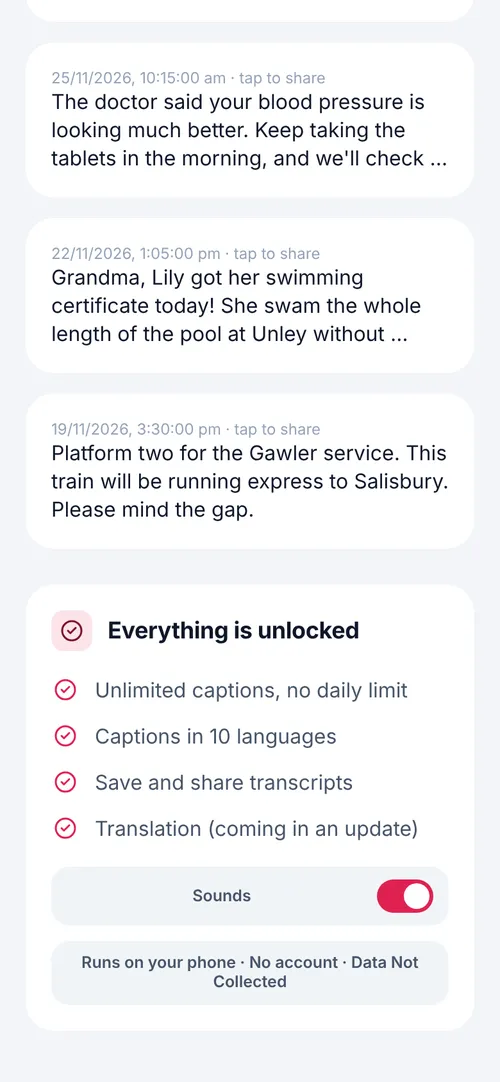 25/11/2026, 10:15:00 am · tap to share
The doctor said your blood pressure is
looking much better. Keep taking the
tablets in the morning, and we'll check ...
22/11/2026, 1:05:00 pm · tap to share
Grandma, Lily got her swimming
certificate today! She swam the whole
length of the pool at Unley without ...
19/11/2026, 3:30:00 pm · tap to share
Platform two for the Gawler service. This
train will be running express to Salisbury.
Please mind the gap.
Everything is unlocked
Unlimited captions, no daily limit
Captions in 10 languages
Save and share transcripts
Translation (coming in an update)
Sounds
Runs on your phone · No account · Data Not
Collected